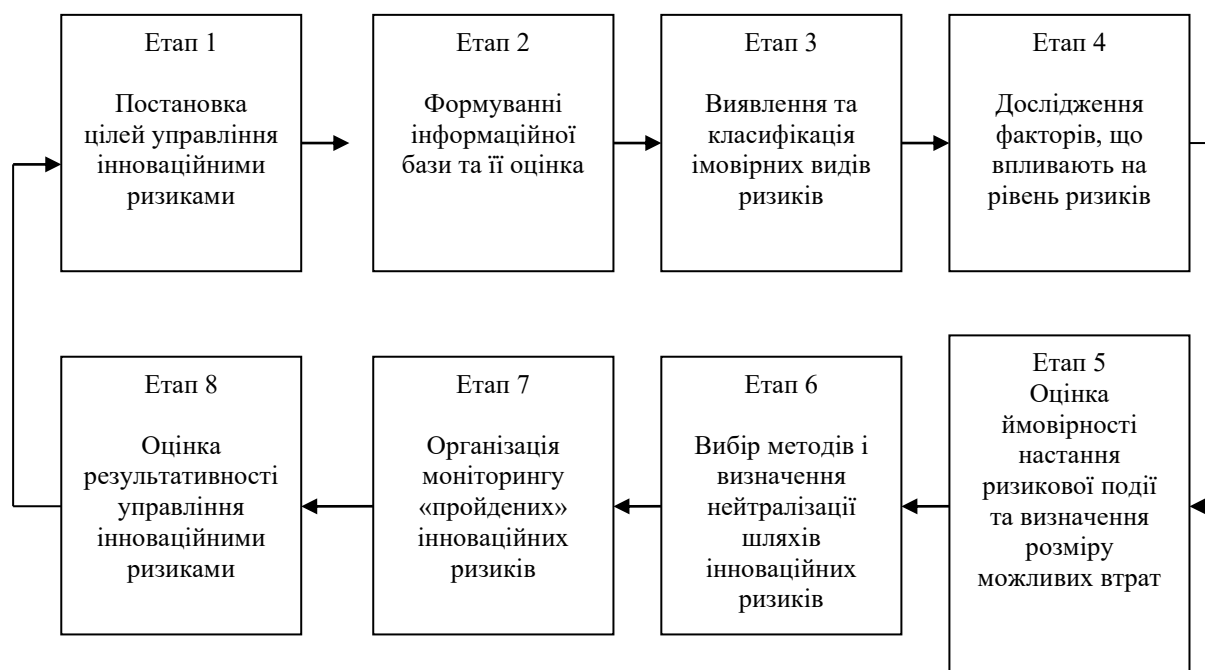 Етап 1
Постановка
цілей управління
інноваційними
ризиками
Етап 2
Формуванні
інформаційної
бази та її оцінка
Етап 3
Виявлення та
класифікація
імовірних видів
ризиків
Етап 4
Дослідження
факторів, що
впливають на
рівень ризиків
Етап 5
Оцінка
ймовірності
настання
ризикової події
та визначення
розміру
можливих втрат
Етап 6
Вибір методів і
визначення
нейтралізації
шляхів
інноваційних
ризиків
Етап 7
Організація
моніторингу
«пройдених»
інноваційних
ризиків
Етап 8
Оцінка
результативності
управління
інноваційними
ризиками